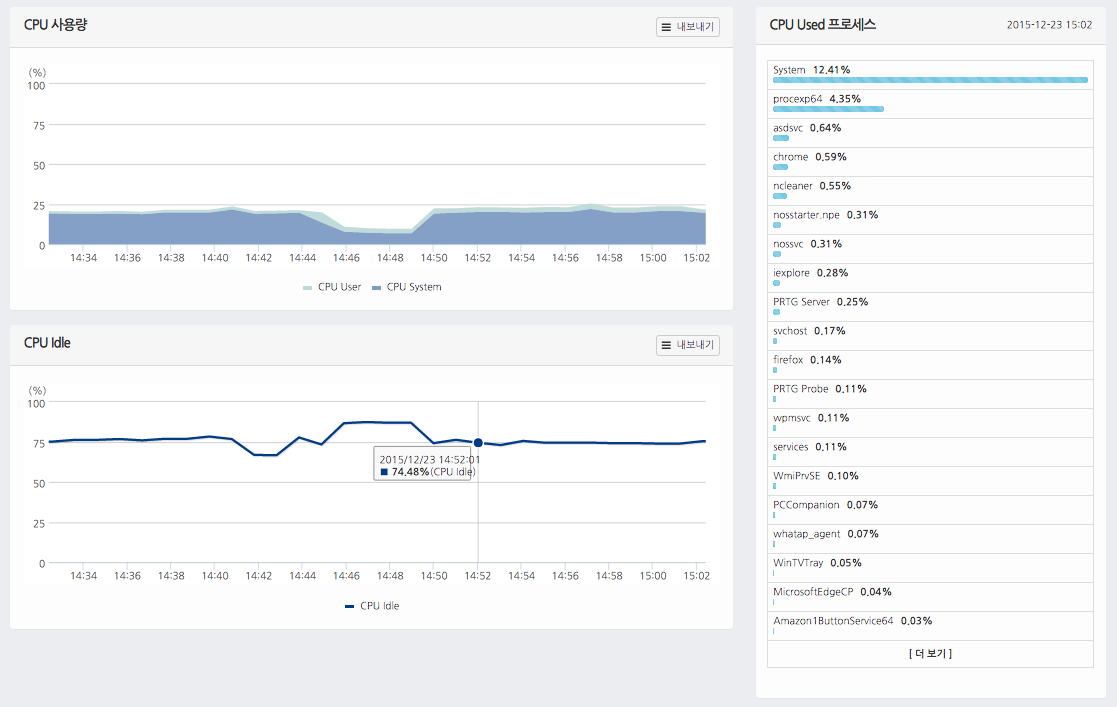 CPU 사용량
내보내기
(%)
100
75
50
25
0
14:34 14:36 14:38 14:40 14:42 14:44 14:46 14:48 14:50 14:52 14:54 14:56 14:58 15:00 15:02
CPU User CPU System
CPU Idle
내보내기
(%)
100
75
50
25
0
2015/12/23 14:52:01
74.48%(CPU Idle)
14:34 14:36 14:38 14:40 14:42 14:44 14:46 14:48 14:50 14:52 14:54 14:56 14:58 15:00 15:02
CPU Idle
CPU Used 프로세스 2015-12-23 15:02
System 12.41%
procexp64 4.35%
asdsvc 0.64%
chrome 0.59%
ncleaner 0.55%
nosstarter.npe 0.31%
nossvc 0.31%
iexplore 0.28%
PRTG Server 0.25%
svchost 0.17%
firefox 0.14%
PRTG Probe 0.11%
wpmsvc 0.11%
services 0.11%
WmiPrvSE 0.10%
PCCompanion 0.07%
whatap_agent 0.07%
WinTVTray 0.05%
MicrosoftEdgeCP 0.04%
Amazon1ButtonService64 0.03%
[ 더 보기 ]